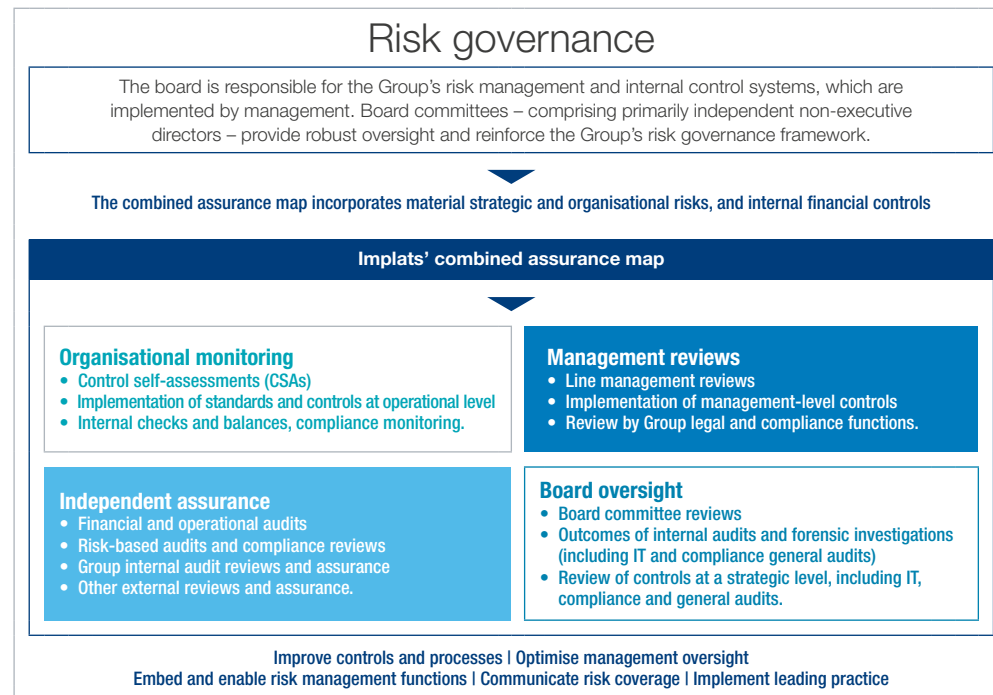 Risk governance
The board is responsible for the Group's risk management and internal control systems, which are
implemented by management. Board committees – comprising primarily independent non-executive
directors – provide robust oversight and reinforce the Group's risk governance framework.
The combined assurance map incorporates material strategic and organisational risks, and internal financial controls
Implats' combined assurance map
Organisational monitoring
• Control self-assessments (CSAs)
• Implementation of standards and controls at operational level
• Internal checks and balances, compliance monitoring.
Management reviews
• Line management reviews
• Implementation of management-level controls
• Review by Group legal and compliance functions.
Independent assurance
• Financial and operational audits
• Risk-based audits and compliance reviews
• Group internal audit reviews and assurance
• Other external reviews and assurance.
Board oversight
• Board committee reviews
• Outcomes of internal audits and forensic investigations
(including IT and compliance general audits)
• Review of controls at a strategic level, including IT,
compliance and general audits.
Improve controls and processes | Optimise management oversight
Embed and enable risk management functions | Communicate risk coverage | Implement leading practice